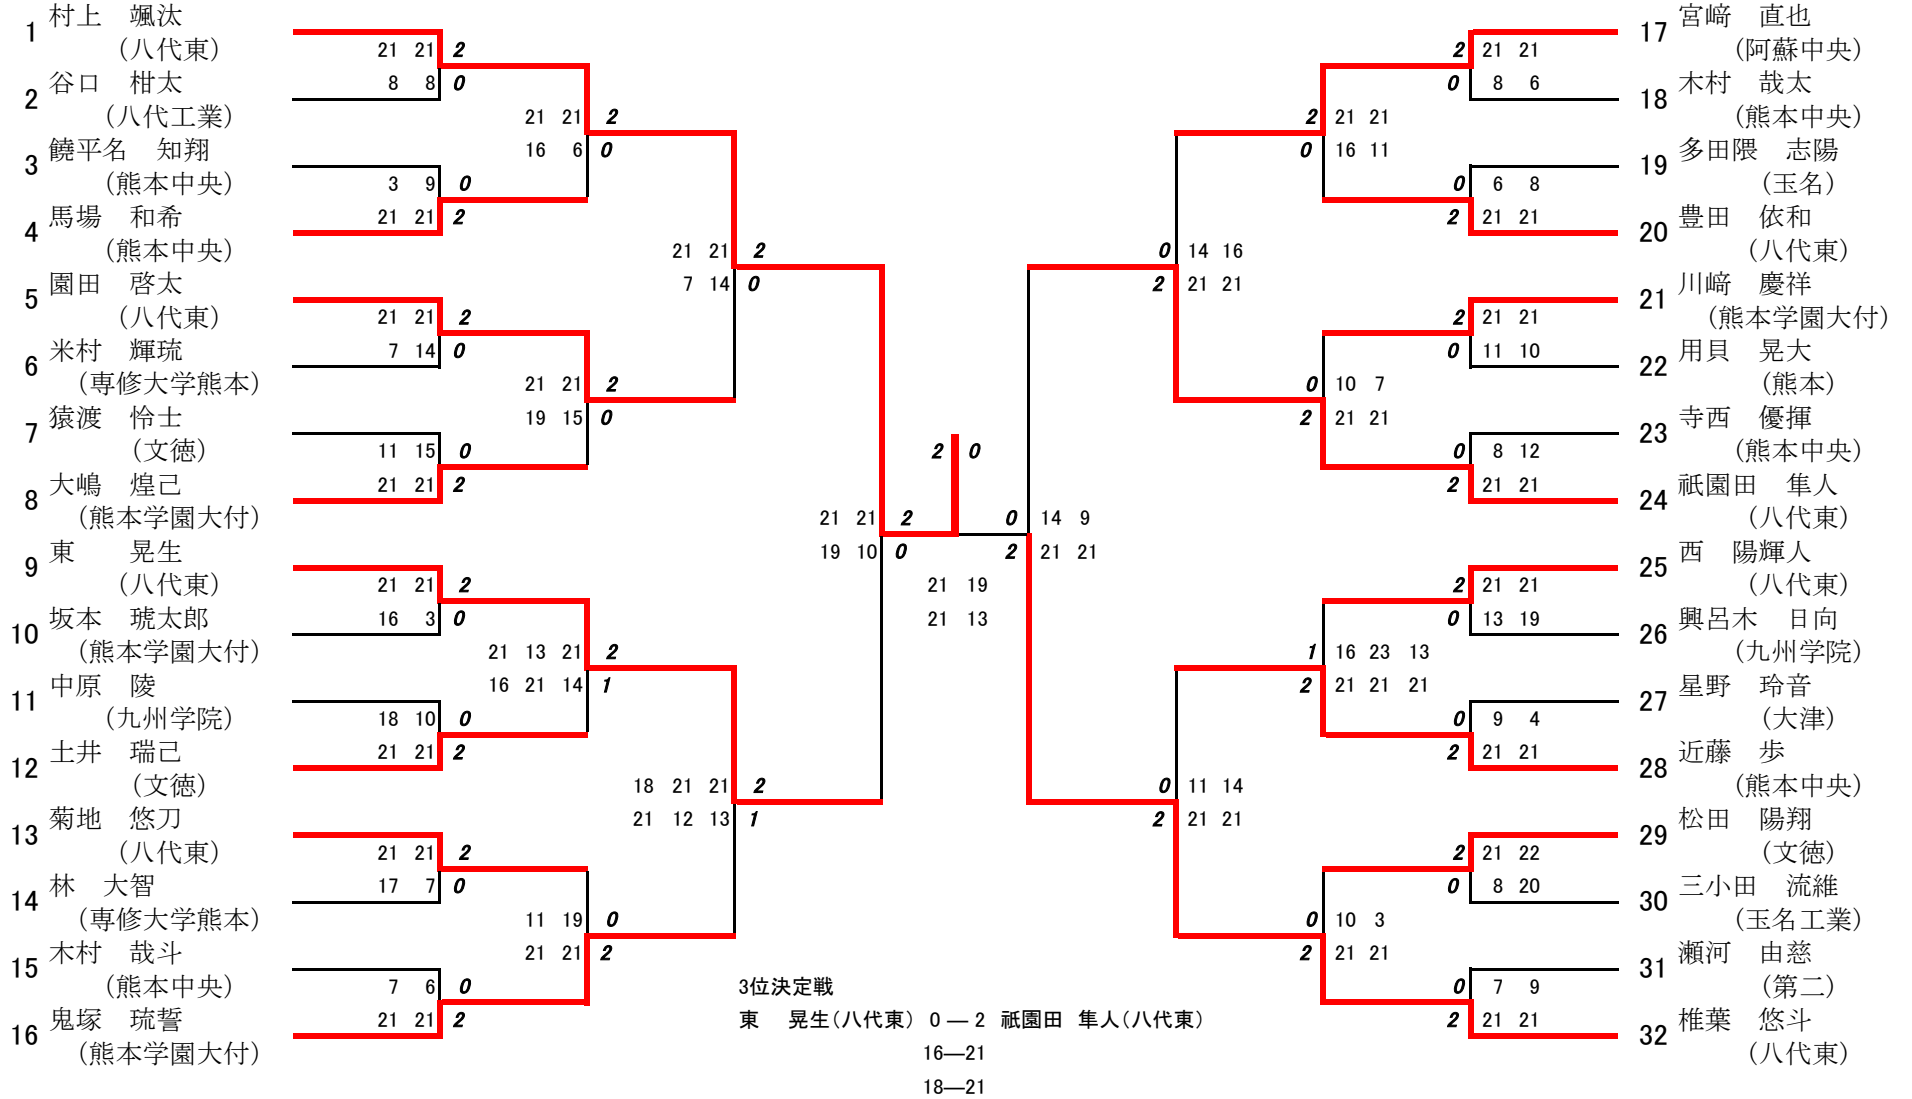 1 村上 颯汰
(八代東)
21 21 2
2 谷口 柑太
8 8 0
(八代工業)
21 21 2
16 6 0
3 饒平名 知翔
(熊本中央)
3 9 0
4 馬場 和希
21 21 2
(熊本中央)
21 21 2
7 14 0
5 園田 啓太
(八代東)
21 21 2
6 米村 輝琉
7 14 0
(専修大学熊本)
21 21 2
19 15 0
7 猿渡 怜士
(文徳)
11 15 0
8 大嶋 煌己
21 21 2
(熊本学園大付)
21 21 2
19 10 0
9 東 晃生
(八代東)
21 21 2
10 坂本 琥太郎
16 3 0
(熊本学園大付)
21 13 21 2
16 21 14 1
11 中原 陵
(九州学院)
18 10 0
12 土井 瑞己
21 21 2
(文徳)
18 21 21 2
21 12 13 1
13 菊地 悠刀
(八代東)
21 21 2
14 林 大智
17 7 0
(専修大学熊本)
11 19 0
21 21 2
15 木村 哉斗
(熊本中央)
7 6 0
16 鬼塚 琉誓
21 21 2
(熊本学園大付)
2 0
21 19
21 13
17 宮﨑 直也
(阿蘇中央)
2 21 21
18 木村 哉太
0 8 6
(熊本中央)
2 21 21
0 16 11
19 多田隈 志陽
(玉名)
0 6 8
20 豊田 依和
2 21 21
(八代東)
0 14 16
2 21 21
21 川﨑 慶祥
(熊本学園大付)
2 21 21
22 用貝 晃大
0 11 10
(熊本)
0 10 7
2 21 21
23 寺西 優揮
(熊本中央)
0 8 12
24 祇園田 隼人
2 21 21
(八代東)
0 14 9
2 21 21
25 西 陽輝人
(八代東)
2 21 21
26 興呂木 日向
0 13 19
(九州学院)
1 16 23 13
2 21 21 21
27 星野 玲音
(大津)
0 9 4
28 近藤 歩
2 21 21
(熊本中央)
0 11 14
2 21 21
29 松田 陽翔
(文徳)
2 21 22
30 三小田 流維
0 8 20
(玉名工業)
0 10 3
2 21 21
31 瀬河 由慈
(第二)
0 7 9
32 椎葉 悠斗
2 21 21
(八代東)
3位決定戦
東 晃生(八代東) 0 ― 2 祇園田 隼人(八代東)
16―21
18―21